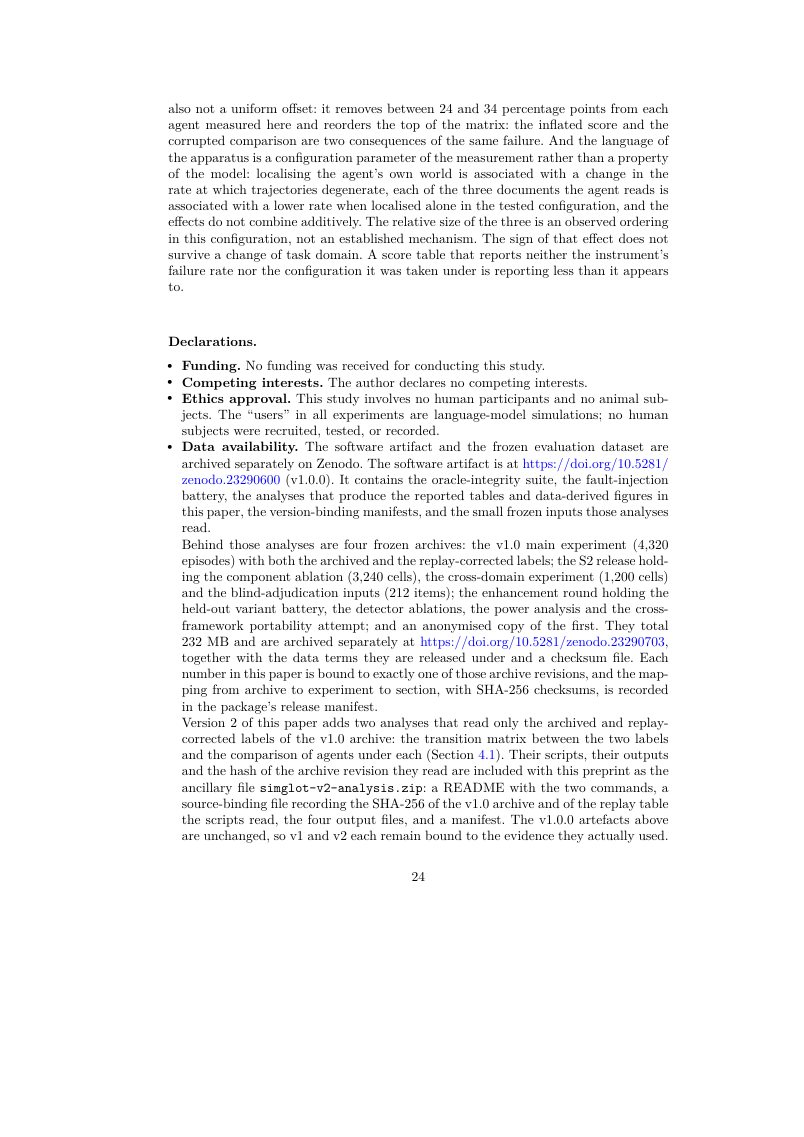 also not a uniform offset: it removes between 24 and 34 percentage points from each
agent measured here and reorders the top of the matrix: the inflated score and the
corrupted comparison are two consequences of the same failure. And the language of
the apparatus is a configuration parameter of the measurement rather than a property
of the model: localising the agent's own world is associated with a change in the
rate at which trajectories degenerate, each of the three documents the agent reads is
associated with a lower rate when localised alone in the tested configuration, and the
effects do not combine additively. The relative size of the three is an observed ordering
in this configuration, not an established mechanism. The sign of that effect does not
survive a change of task domain. A score table that reports neither the instrument's
failure rate nor the configuration it was taken under is reporting less than it appears
to.
Declarations.
• Funding. No funding was received for conducting this study.
• Competing interests. The author declares no competing interests.
• Ethics approval. This study involves no human participants and no animal sub-
jects. The “users” in all experiments are language-model simulations; no human
subjects were recruited, tested, or recorded.
• Data availability. The software artifact and the frozen evaluation dataset are
archived separately on Zenodo. The software artifact is at https://doi.org/10.5281/
zenodo.23290600 (v1.0.0). It contains the oracle-integrity suite, the fault-injection
battery, the analyses that produce the reported tables and data-derived figures in
this paper, the version-binding manifests, and the small frozen inputs those analyses
read.
Behind those analyses are four frozen archives: the v1.0 main experiment (4,320
episodes) with both the archived and the replay-corrected labels; the S2 release hold-
ing the component ablation (3,240 cells), the cross-domain experiment (1,200 cells)
and the blind-adjudication inputs (212 items); the enhancement round holding the
held-out variant battery, the detector ablations, the power analysis and the cross-
framework portability attempt; and an anonymised copy of the first. They total
232 MB and are archived separately at https://doi.org/10.5281/zenodo.23290703,
together with the data terms they are released under and a checksum file. Each
number in this paper is bound to exactly one of those archive revisions, and the map-
ping from archive to experiment to section, with SHA-256 checksums, is recorded
in the package's release manifest.
Version 2 of this paper adds two analyses that read only the archived and replay-
corrected labels of the v1.0 archive: the transition matrix between the two labels
and the comparison of agents under each (Section 4.1). Their scripts, their outputs
and the hash of the archive revision they read are included with this preprint as the
ancillary file simglot-v2-analysis.zip: a README with the two commands, a
source-binding file recording the SHA-256 of the v1.0 archive and of the replay table
the scripts read, the four output files, and a manifest. The v1.0.0 artefacts above
are unchanged, so v1 and v2 each remain bound to the evidence they actually used.
24